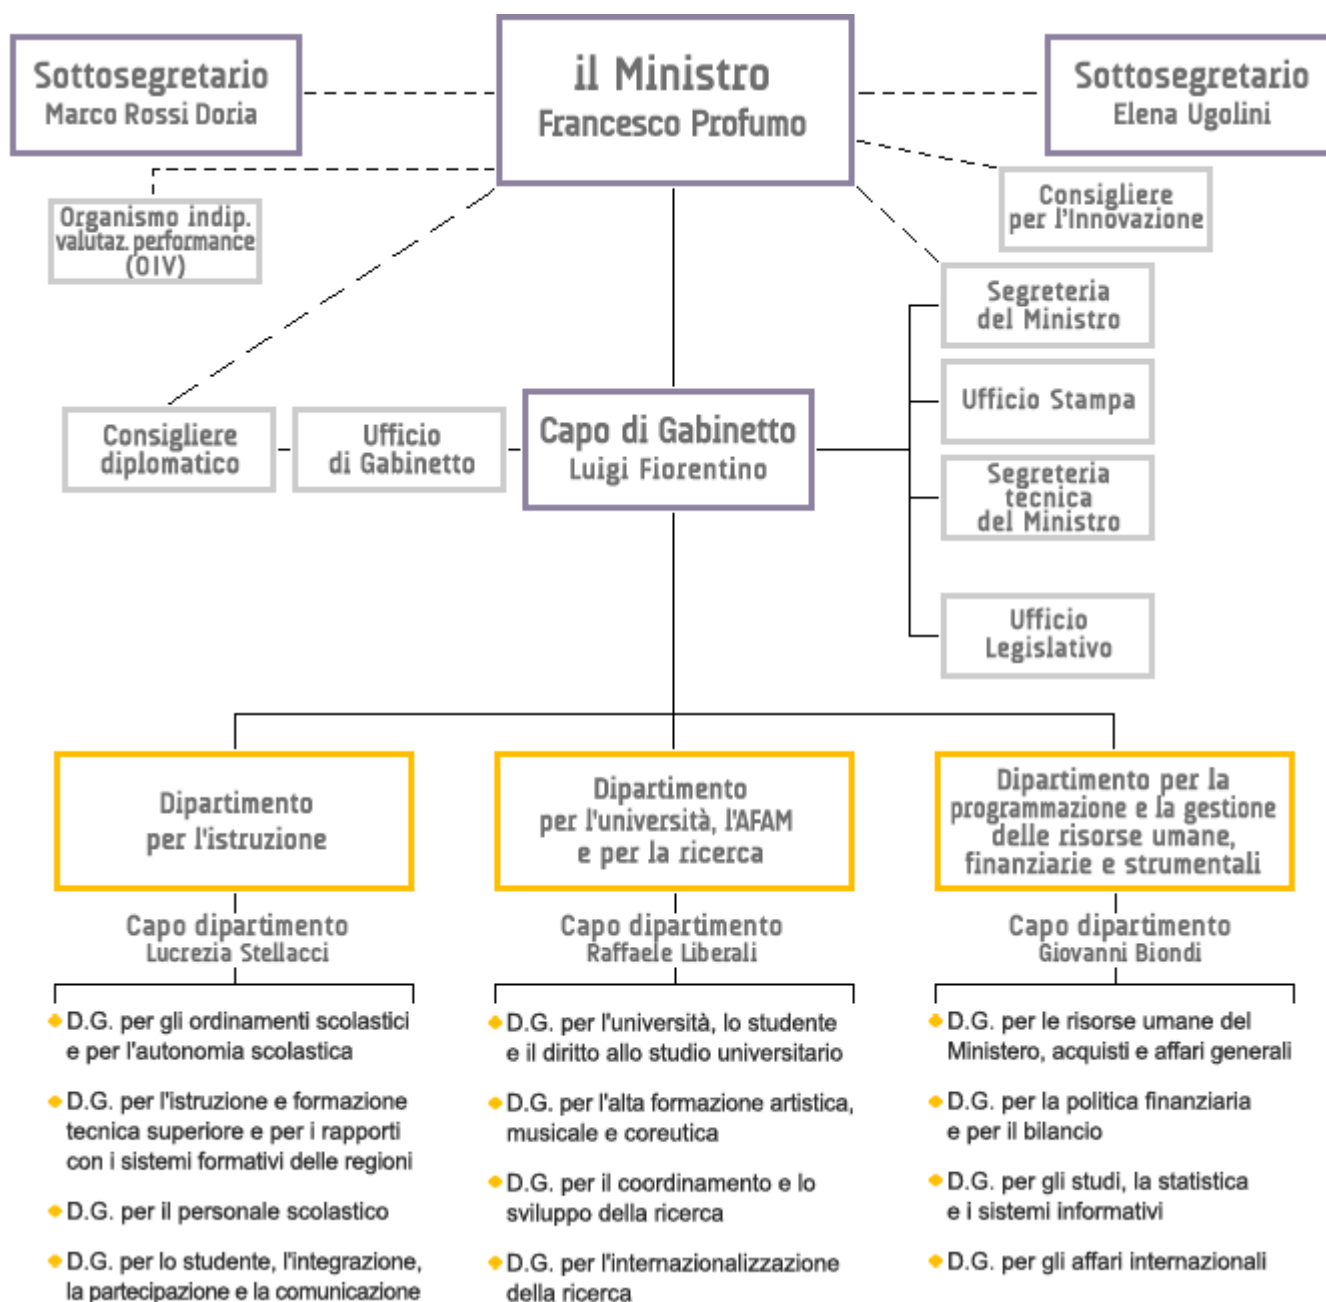 il Ministro
Francesco Profumo
Sottosegretario
Marco Rossi Doria
Sottosegretario
Elena Ugolini
Organismo indip.
valutaz. performance
(OIV)
Consigliere
per l'Innovazione
Segreteria
del Ministro
Ufficio Stampa
Segreteria
tecnica
del Ministro
Ufficio
Legislativo
Consigliere
diplomatico
Ufficio
di Gabinetto
Capo di Gabinetto
Luigi Fiorentino
Dipartimento
per l'istruzione
Capo dipartimento
Lucrezia Stellacci
D.G. per gli ordinamenti scolastici
e per l'autonomia scolastica
D.G. per l'istruzione e formazione
tecnica superiore e per i rapporti
con i sistemi formativi delle regioni
D.G. per il personale scolastico
D.G. per lo studente, l'integrazione,
la partecipazione e la comunicazione
Dipartimento
per l'università, l'AFAM
e per la ricerca
Capo dipartimento
Raffaele Liberali
D.G. per l'università, lo studente
e il diritto allo studio universitario
D.G. per l'alta formazione artistica,
musicale e coreutica
D.G. per il coordinamento e lo
sviluppo della ricerca
D.G. per l'internazionalizzazione
della ricerca
Dipartimento per la
programmazione e la gestione
delle risorse umane,
finanziarie e strumentali
Capo dipartimento
Giovanni Biondi
D.G. per le risorse umane del
Ministero, acquisti e affari generali
D.G. per la politica finanziaria
e per il bilancio
D.G. per gli studi, la statistica
e i sistemi informativi
D.G. per gli affari internazionali